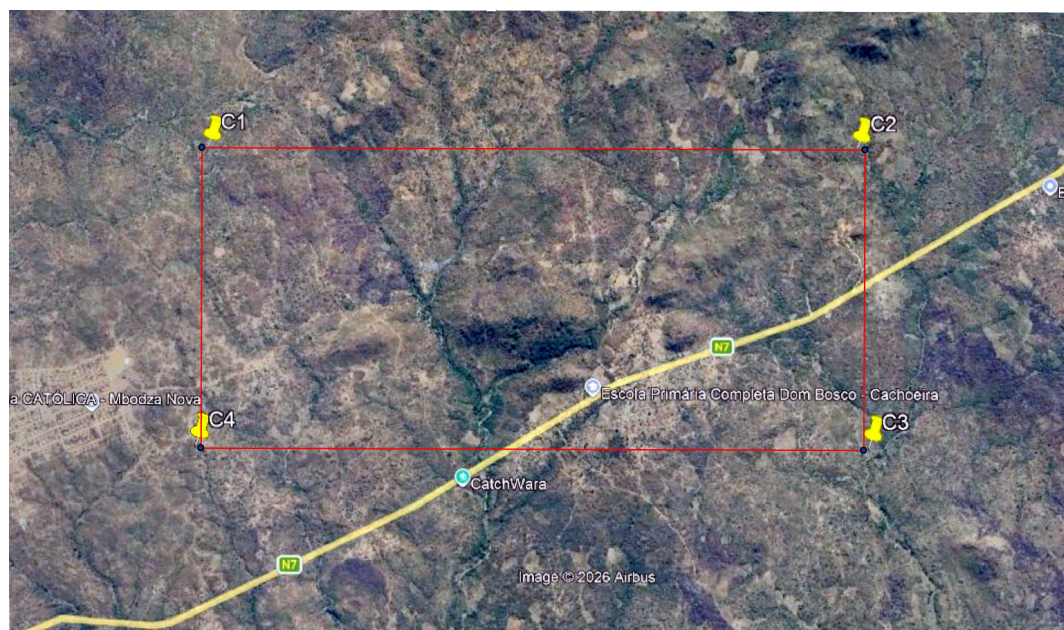 C1
C2
E
N7
a CATÓLICA - Mbodza Nova
Escola Primária Completa Dom Bosco - Cachoeira
C4
C3
CatchWara
N7
Image © 2026 Airbus